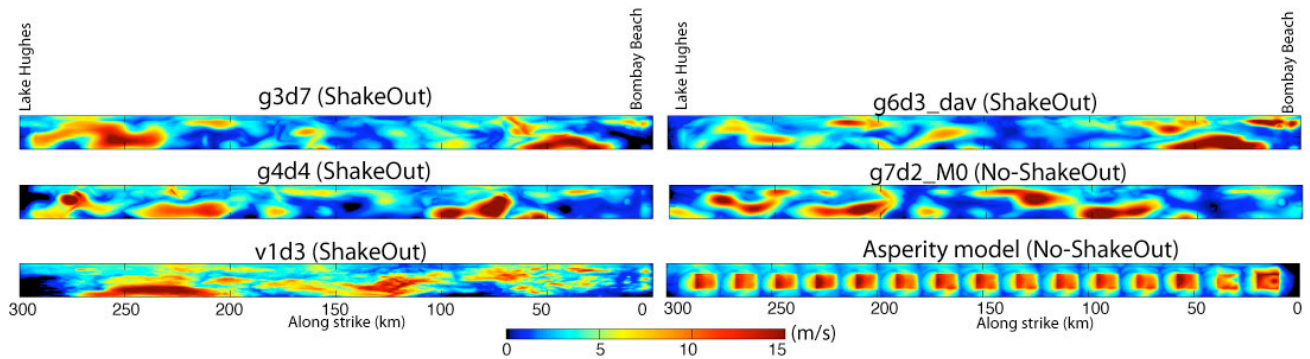 Lake Hughes
Bombay Beach
Lake Hughes
Bombay Beach
g3d7 (ShakeOut)
g6d3_dav (ShakeOut)
g4d4 (ShakeOut)
g7d2_M0 (No-ShakeOut)
v1d3 (ShakeOut)
Asperity model (No-ShakeOut)
300 250 200 150 100 50 0
Along strike (km)
300 250 200 150 100 50 0
Along strike (km)
0 5 10 15 (m/s)